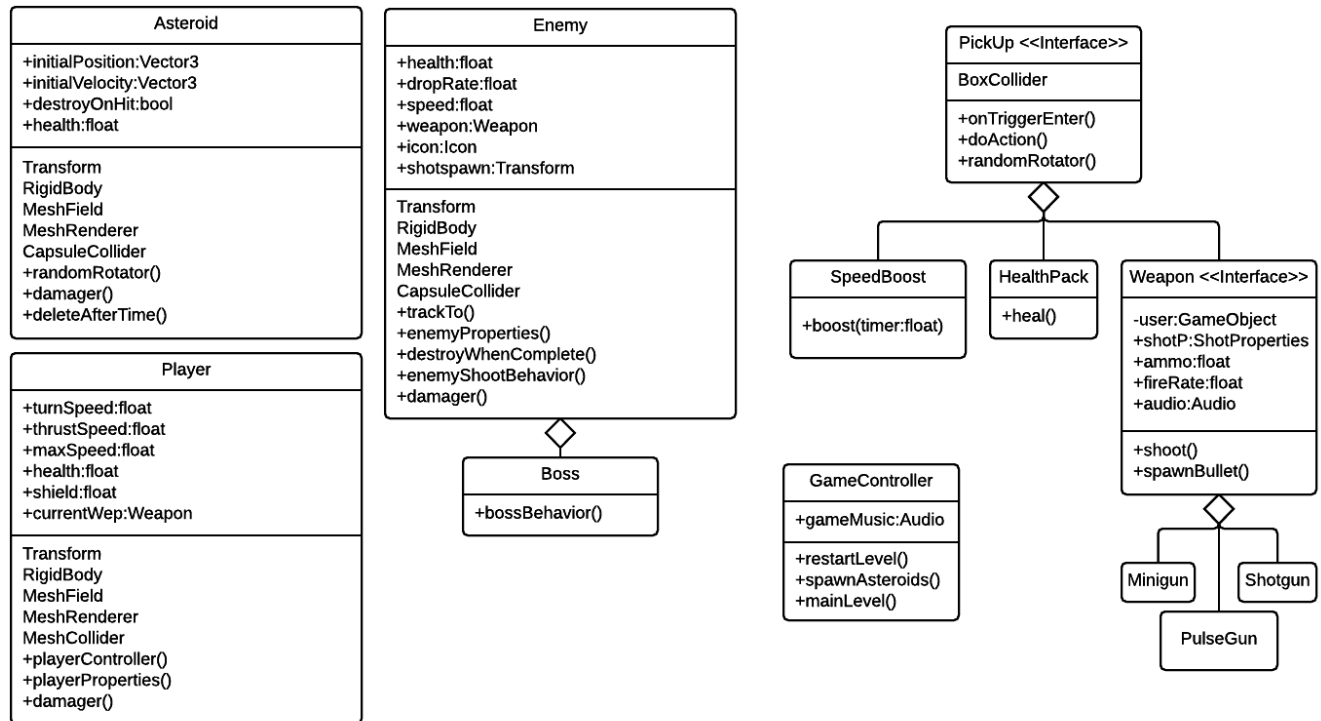 Asteroid
+initialPosition:Vector3
+initialVelocity:Vector3
+destroyOnHit:bool
+health:float
Transform
RigidBody
MeshField
MeshRenderer
CapsuleCollider
+randomRotator()
+damager()
+deleteAfterTime()
Player
+turnSpeed:float
+thrustSpeed:float
+maxSpeed:float
+health:float
+shield:float
+currentWep:Weapon
Transform
RigidBody
MeshField
MeshRenderer
MeshCollider
+playerController()
+playerProperties()
+damager()
Enemy
+health:float
+dropRate:float
+speed:float
+weapon:Weapon
+icon:Icon
+shotspawn:Transform
Transform
RigidBody
MeshField
MeshRenderer
CapsuleCollider
+trackTo()
+enemyProperties()
+destroyWhenComplete()
+enemyShootBehavior()
+damager()
Boss
+bossBehavior()
PickUp <<Interface>>
BoxCollider
+onTriggerEnter()
+doAction()
+randomRotator()
SpeedBoost
+boost(timer:float)
HealthPack
+heal()
Weapon <<Interface>>
-user:GameObject
+shotP:ShotProperties
+ammo:float
+fireRate:float
+audio:Audio
+shoot()
+spawnBullet()
GameController
+gameMusic:Audio
+restartLevel()
+spawnAsteroids()
+mainLevel()
Minigun
Shotgun
PulseGun